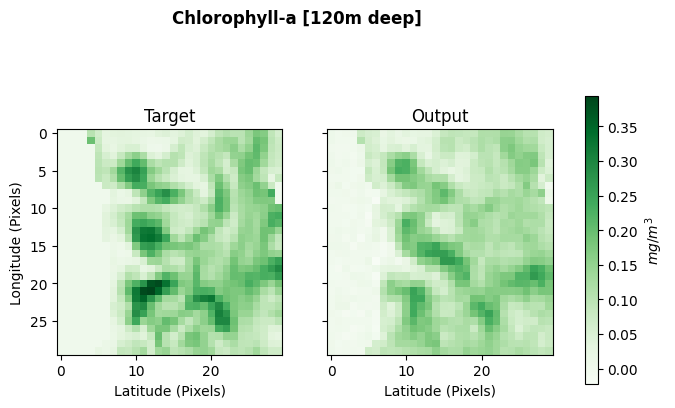 Chlorophyll-a [120m deep]
Target
Output
0
5
10
15
20
25
Longitude (Pixels)
0
10
20
Latitude (Pixels)
0
10
20
Latitude (Pixels)
0.35
0.30
0.25
0.20
0.15
0.10
0.05
0.00
mg/m³